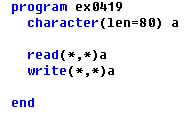 program ex0419
character(len=80) a
read(*,*)a
write(*,*)a
end